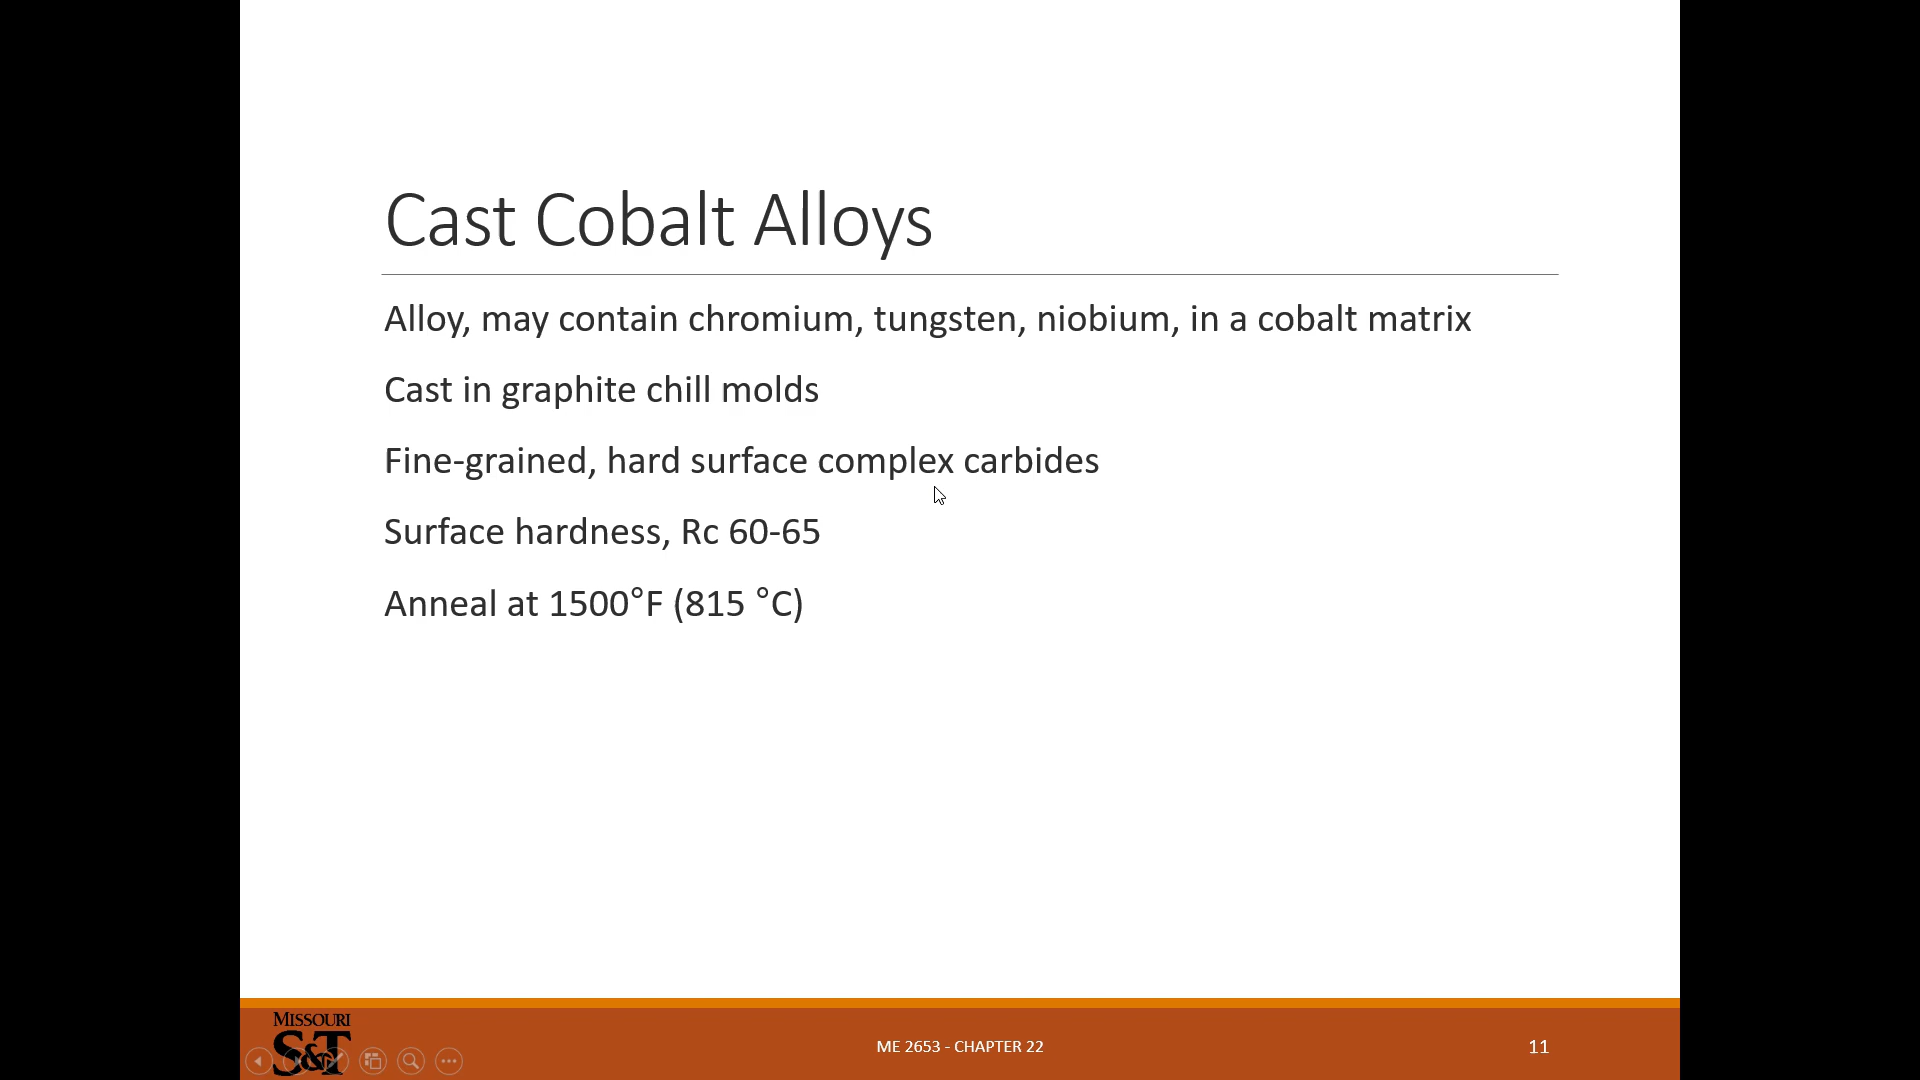 Cast Cobalt Alloys
Alloy, may contain chromium, tungsten, niobium, in a cobalt matrix
Cast in graphite chill molds
Fine-grained, hard surface complex carbides
Surface hardness, Rc 60-65
Anneal at 1500°F (815 °C)
MISSOURI
S&T
ME 2653 - CHAPTER 22
11